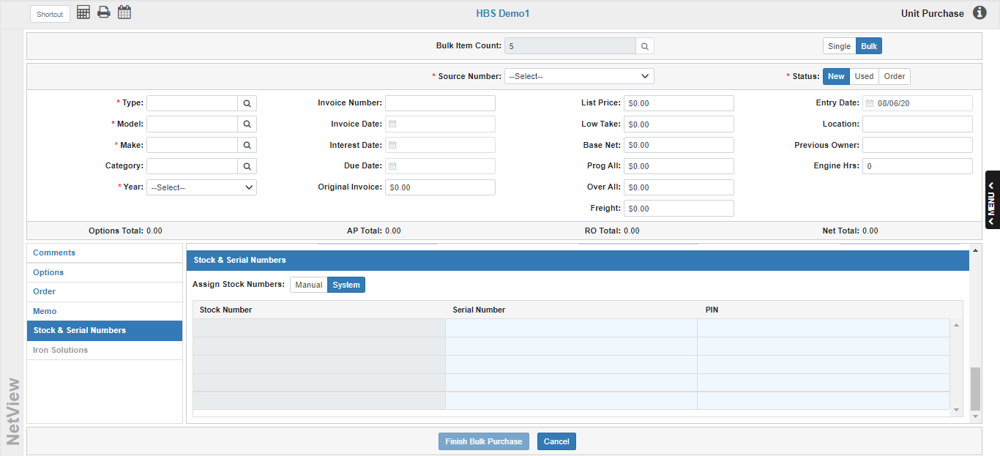 Shortcut
HBS Demo1
Unit Purchase
Bulk Item Count: 5
Single Bulk
* Source Number: --Select--
* Status: New Used Order
* Type:
Invoice Number:
List Price: $0.00
Entry Date: 08/06/20
* Model:
Invoice Date:
Low Take: $0.00
Location:
* Make:
Interest Date:
Base Net: $0.00
Previous Owner:
Category:
Due Date:
Prog All: $0.00
Engine Hrs: 0
* Year: --Select--
Original Invoice: $0.00
Over All: $0.00
Freight: $0.00
MENU
Options Total: 0.00
AP Total: 0.00
RO Total: 0.00
Net Total: 0.00
Comments
Options
Order
Memo
Stock & Serial Numbers
Iron Solutions
Stock & Serial Numbers
Assign Stock Numbers: Manual System
Stock Number Serial Number PIN
NetView
Finish Bulk Purchase Cancel